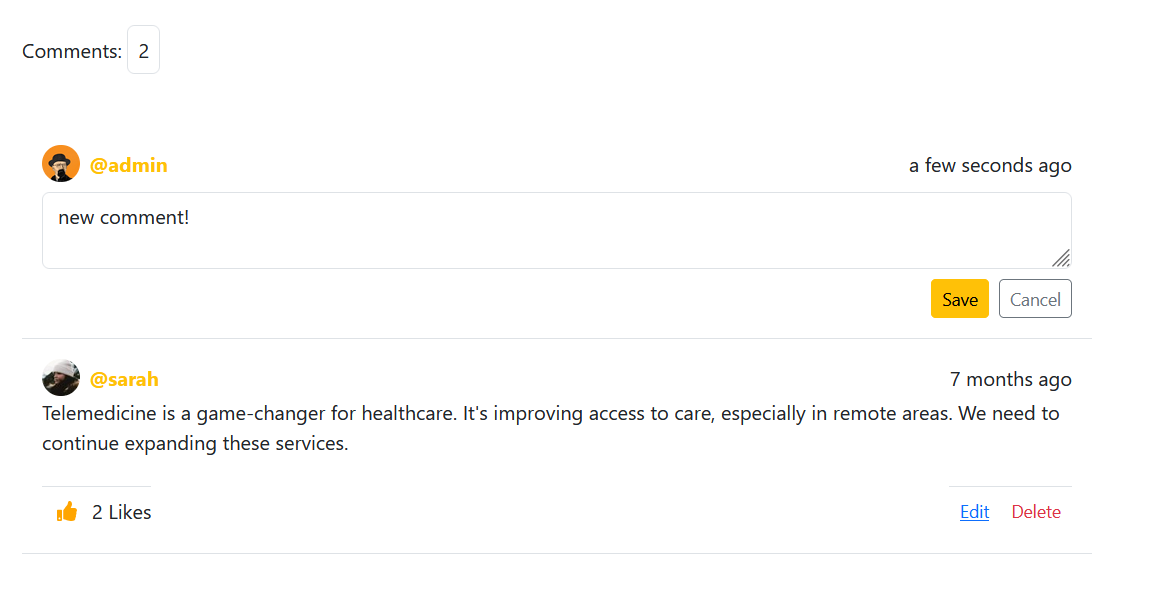 Comments: 2
@admin a few seconds ago
new comment!
Save Cancel
@sarah 7 months ago
Telemedicine is a game-changer for healthcare. It's improving access to care, especially in remote areas. We need to
continue expanding these services.
2 Likes Edit Delete